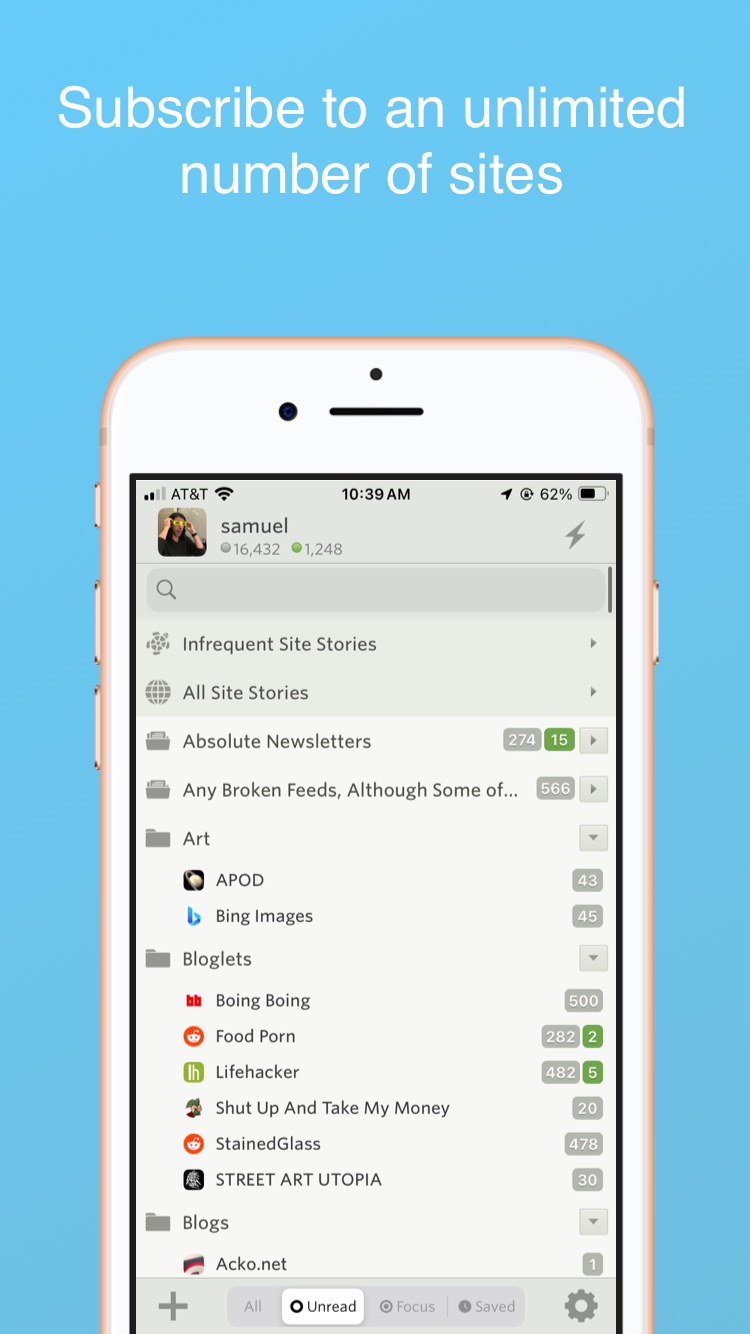 Subscribe to an unlimited
number of sites
AT&T 10:39 AM 62%
samuel
16,432 1,248
Infrequent Site Stories
All Site Stories
Absolute Newsletters 274 15
Any Broken Feeds, Although Some of... 566
Art
APOD 43
Bing Images 45
Bloglets
bb Boing Boing 500
Food Porn 282 2
lh Lifehacker 482 5
Shut Up And Take My Money 20
StainedGlass 478
STREET ART UTOPIA 30
Blogs
Acko.net 1
All Unread Focus Saved